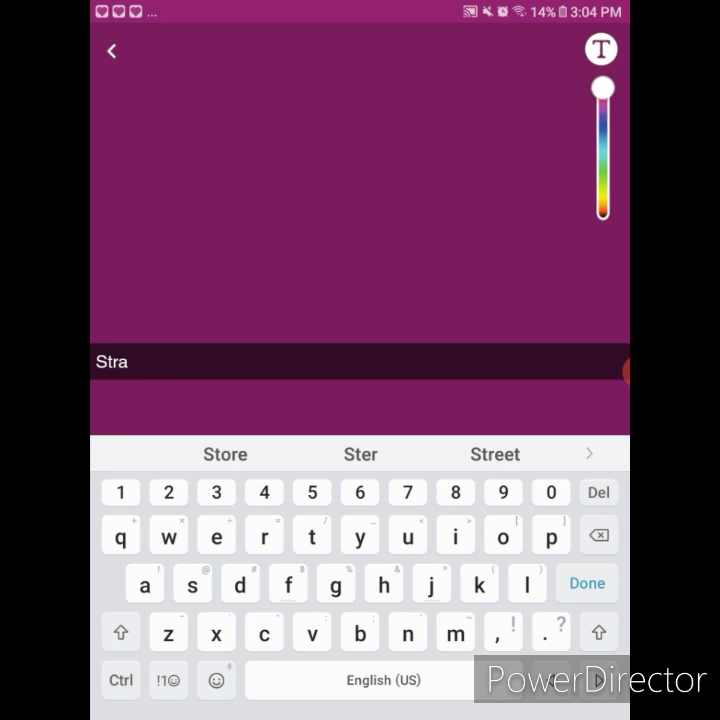 ... 14% 3:04 PM
T
Stra
Store Ster Street
1 2 3 4 5 6 7 8 9 0 Del
q w e r t y u i o p
a s d f g h j k l Done
z x c v b n m , ! . ?
Ctrl !1☺ English (US)
PowerDirector